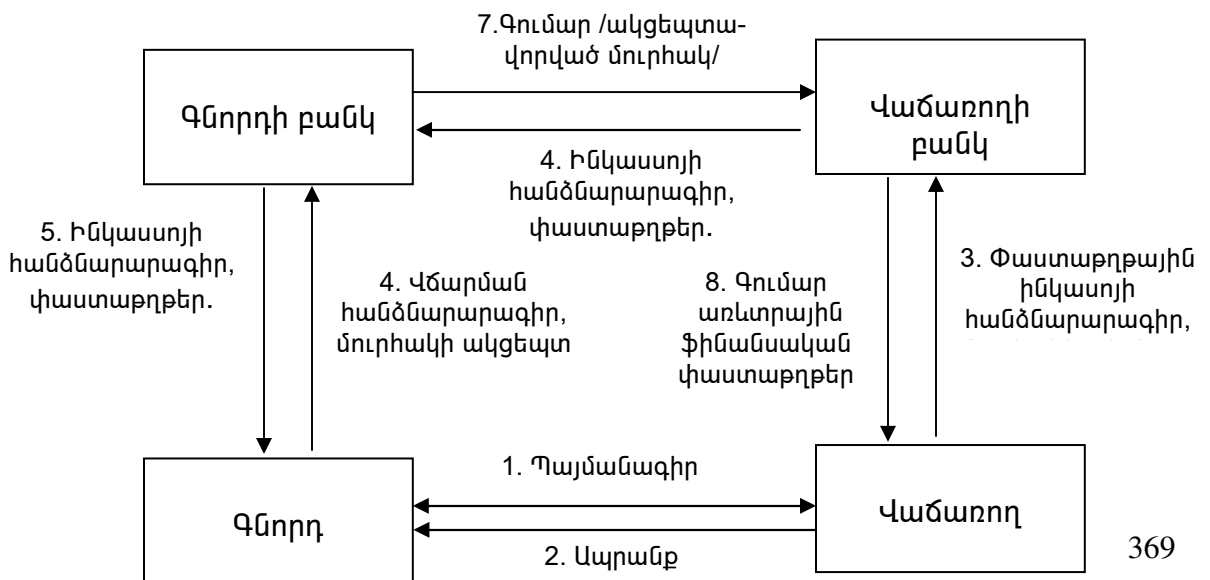 7.Գումար /ակցեպտա-
վորված մուրհակ/
Գնորդի բանկ
Վաճառողի
բանկ
4. Ինկասսոյի
հանձնարարագիր,
փաստաթղթեր.
5. Ինկասսոյի
հանձնարարագիր,
փաստաթղթեր.
4. Վճարման
հանձնարարագիր,
մուրհակի ակցեպտ
8. Գումար
առևտրային
ֆինանսական
փաստաթղթեր
3. Փաստաթղթային
ինկասոյի
հանձնարարագիր,
1. Պայմանագիր
Գնորդ
Վաճառող
2. Ապրանք
369